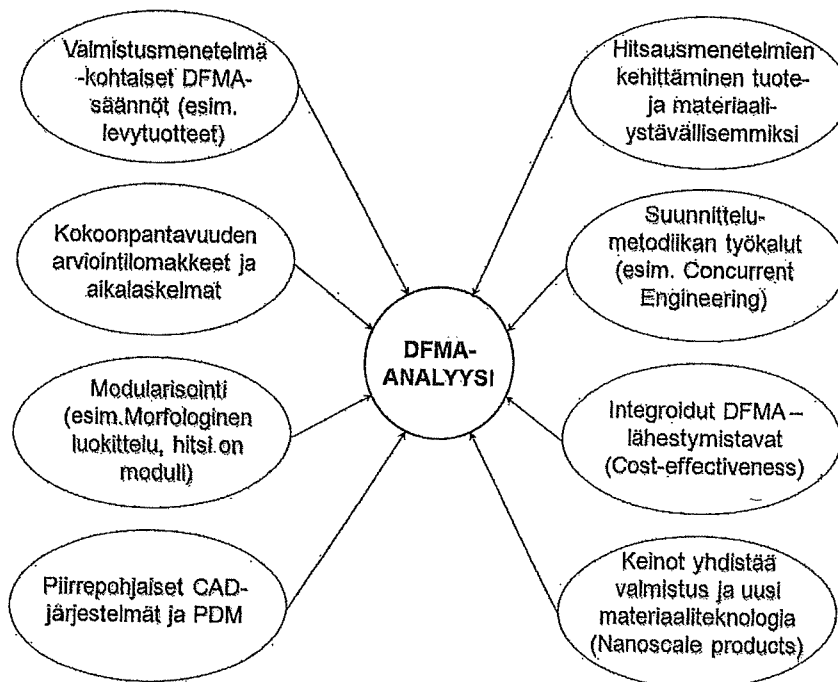 Valmistusmenetelmä
-kohtaiset DFMA-
säännöt (esim.
levytuotteet)
Kokoonpantavuuden
arviointilomakkeet ja
aikalaskelmat
Modularisointi
(esim.Morfologinen
luokittelu, hitsi on
moduli)
Piirrepohjaiset CAD-
järjestelmät ja PDM
DFMA-
ANALYYSI
Hitsausmenetelmien
kehittäminen tuote-
ja materiaali-
ystävällisemmiksi
Suunnittelu-
metodiikan työkalut
(esim. Concurrent
Engineering)
Integroidut DFMA –
lähestymistavat
(Cost-effectiveness)
Keinot yhdistää
valmistus ja uusi
materiaaliteknologia
(Nanoscale products)